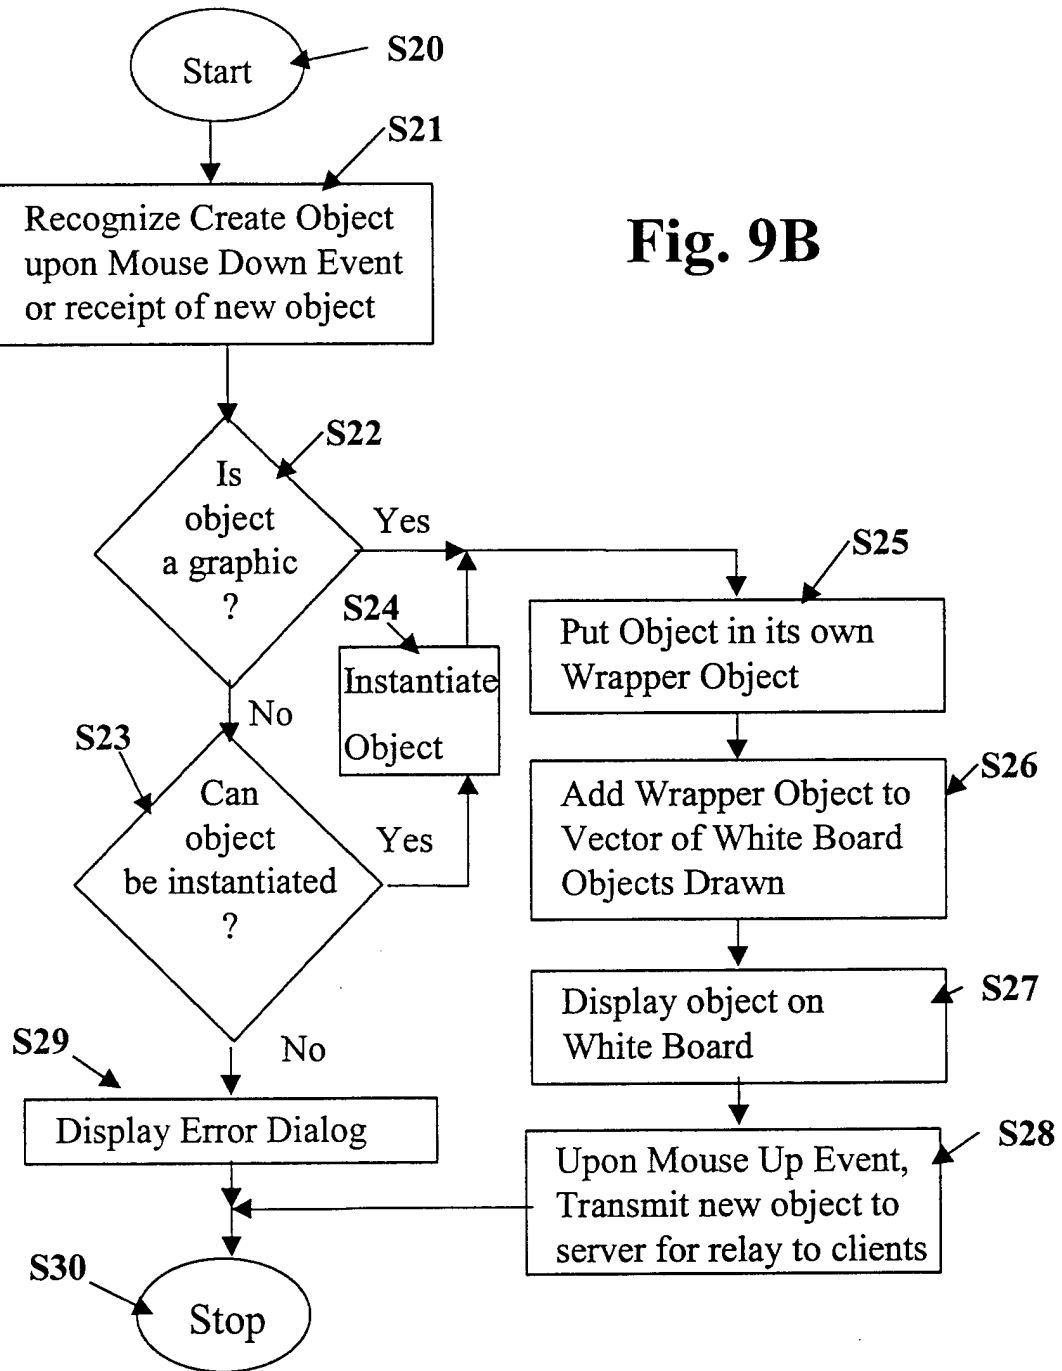 Start
S20
S21
Recognize Create Object
upon Mouse Down Event
or receipt of new object
Fig. 9B
S22
Is
object
a graphic
?
Yes
No
S23
Can
object
be instantiated
?
Yes
No
S24
Instantiate
Object
S25
Put Object in its own
Wrapper Object
S26
Add Wrapper Object to
Vector of White Board
Objects Drawn
S27
Display object on
White Board
S28
Upon Mouse Up Event,
Transmit new object to
server for relay to clients
S29
Display Error Dialog
S30
Stop